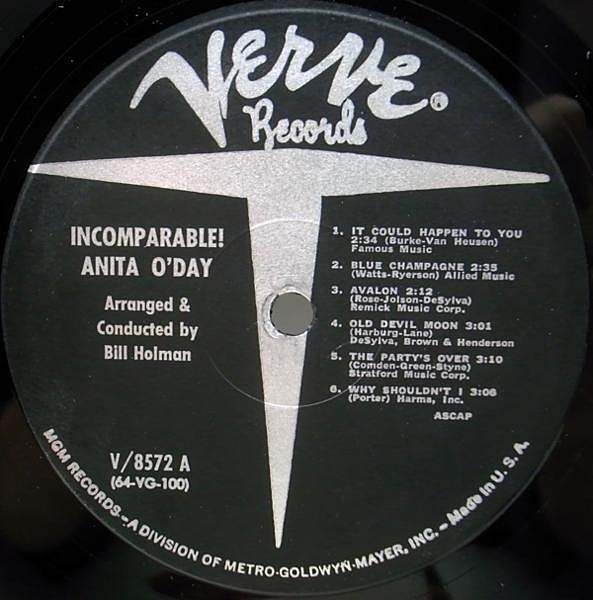 Verve
Records ®
INCOMPARABLE!
ANITA O'DAY
Arranged &
Conducted by
Bill Holman
V/8572 A
(64-VG-100)
1. IT COULD HAPPEN TO YOU
2:34 (Burke-Van Heusen)
Famous Music
2. BLUE CHAMPAGNE 2:35
(Watts-Ryerson) Allied Music
3. AVALON 2:12
(Rose-Jolson-DeSylva)
Remick Music Corp.
4. OLD DEVIL MOON 3:01
(Harburg-Lane)
DeSylva, Brown & Henderson
5. THE PARTY'S OVER 3:10
(Comden-Green-Styne)
Stratford Music Corp.
6. WHY SHOULDN'T I 3:06
(Porter) Harms, Inc.
ASCAP
MGM RECORDS—A DIVISION OF METRO-GOLDWYN-MAYER, INC.—Made in U. S. A.